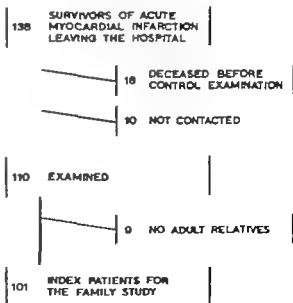 138 SURVIVORS OF ACUTE
MYOCARDIAL INFARCTION
LEAVING THE HOSPITAL
18 DECEASED BEFORE
CONTROL EXAMINATION
10 NOT CONTACTED
110 EXAMINED
9 NO ADULT RELATIVES
101 INDEX PATIENTS FOR
THE FAMILY STUDY